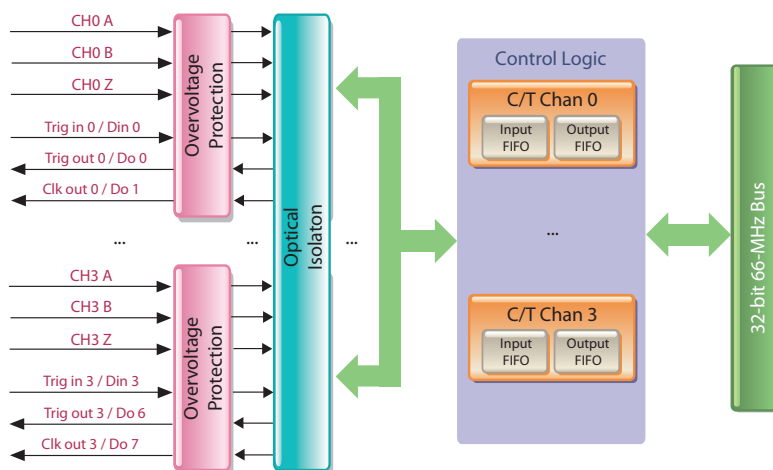 CH0 A
CH0 B
CH0 Z
Trig in 0 / Din 0
Trig out 0 / Do 0
Clk out 0 / Do 1
...
CH3 A
CH3 B
CH3 Z
Trig in 3 / Din 3
Trig out 3 / Do 6
Clk out 3 / Do 7
Overvoltage
Protection
...
Overvoltage
Protection
Optical
Isolaton
...
Control Logic
C/T Chan 0
Input
FIFO
Output
FIFO
...
C/T Chan 3
Input
FIFO
Output
FIFO
32-bit 66-MHz Bus